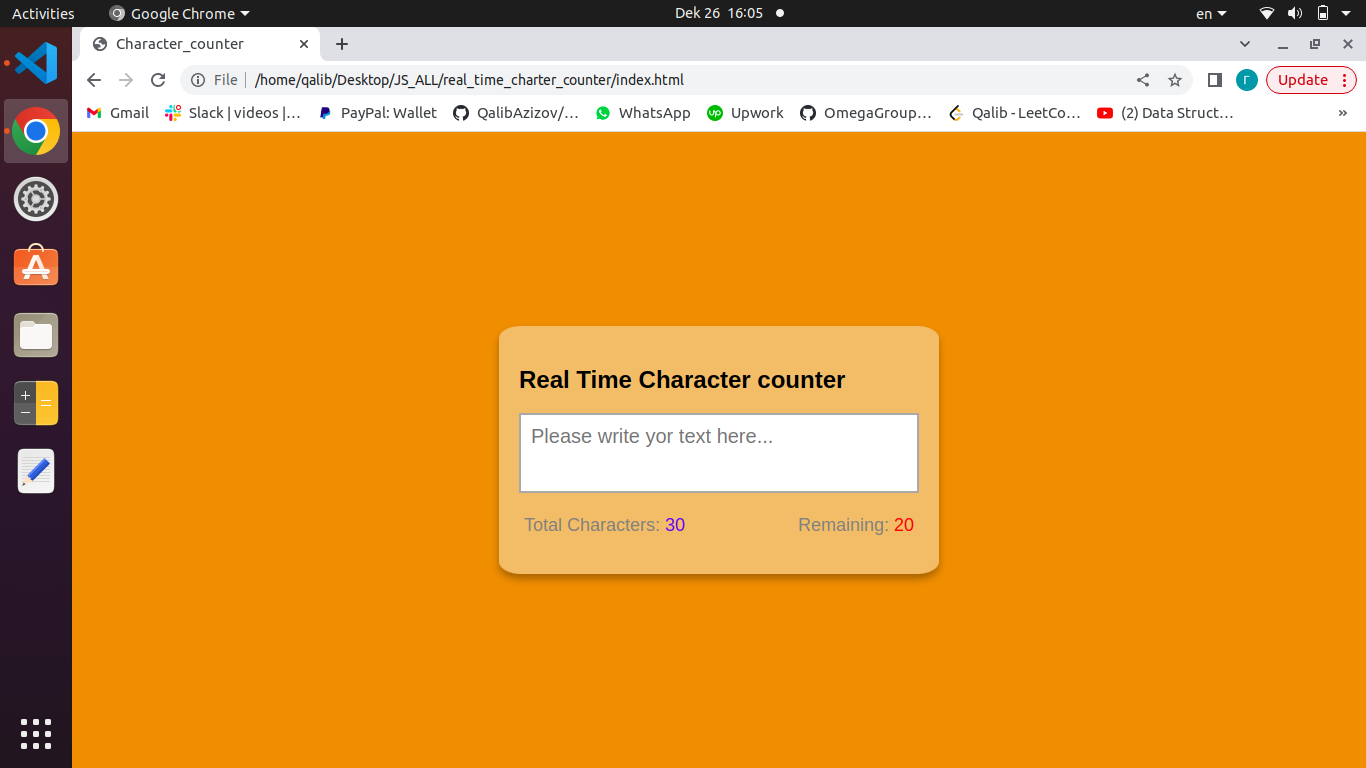 Activities Google Chrome Dek 26 16:05 en
Character_counter
File /home/qalib/Desktop/JS_ALL/real_time_charter_counter/index.html Г Update
Gmail Slack | videos |… PayPal: Wallet QalibAzizov/… WhatsApp up Upwork OmegaGroup… Qalib - LeetCo… (2) Data Struct… »
Real Time Character counter
Please write yor text here...
Total Characters: 30 Remaining: 20